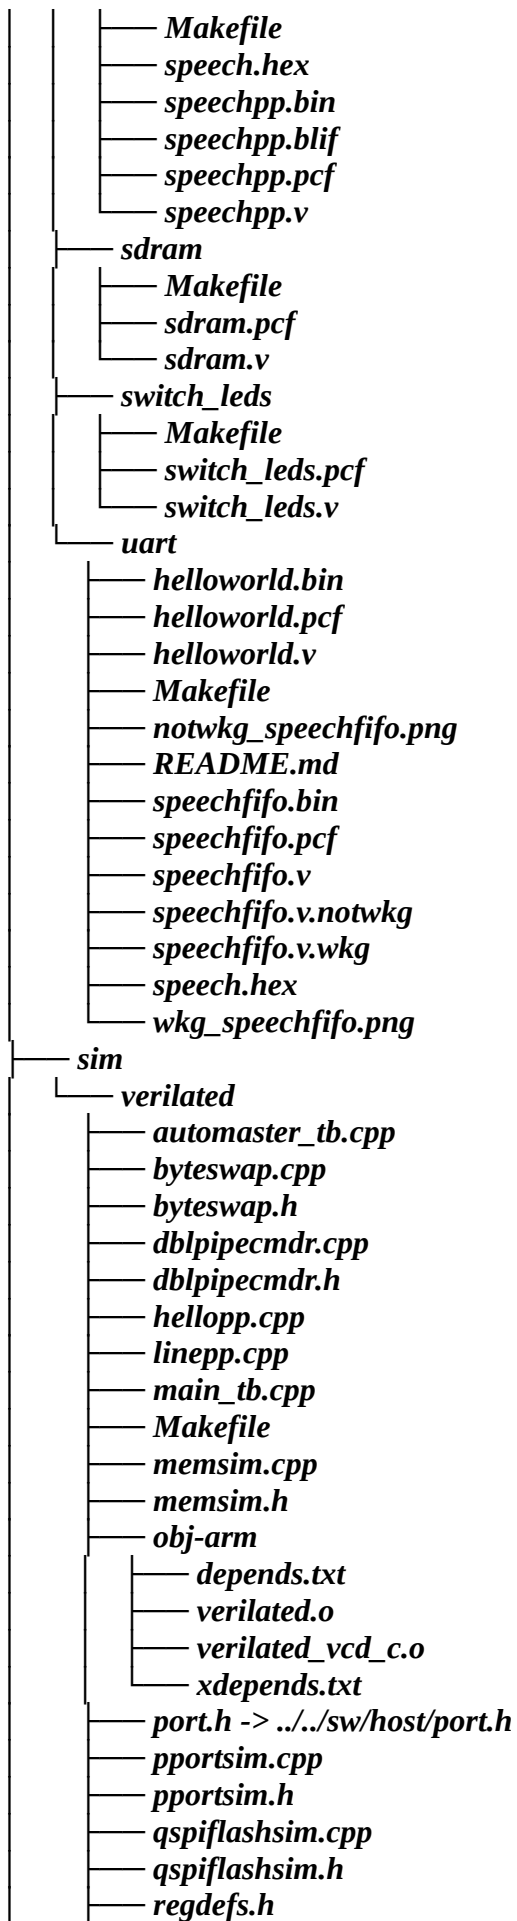 Makefile
speech.hex
speechpp.bin
speechpp.blif
speechpp.pcf
speechpp.v
sdram
Makefile
sdram.pcf
sdram.v
switch_leds
Makefile
switch_leds.pcf
switch_leds.v
uart
helloworld.bin
helloworld.pcf
helloworld.v
Makefile
notwkg_speechfifo.png
README.md
speechfifo.bin
speechfifo.pcf
speechfifo.v
speechfifo.v.notwkg
speechfifo.v.wkg
speech.hex
wkg_speechfifo.png
sim
verilated
automaster_tb.cpp
byteswap.cpp
byteswap.h
dblpipecmdr.cpp
dblpipecmdr.h
hellopp.cpp
linepp.cpp
main_tb.cpp
Makefile
memsim.cpp
memsim.h
obj-arm
depends.txt
verilated.o
verilated_vcd_c.o
xdepends.txt
port.h -> ../../sw/host/port.h
pportsim.cpp
pportsim.h
qspiflashsim.cpp
qspiflashsim.h
regdefs.h